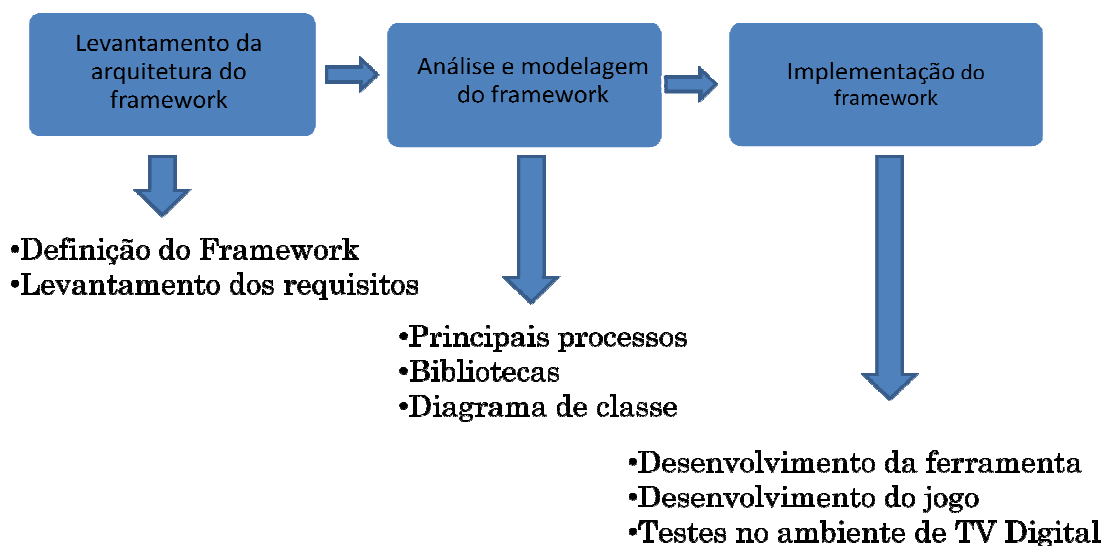 Levantamento da
arquitetura do
framework
Análise e modelagem
do framework
Implementação do
framework
•Definição do Framework
•Levantamento dos requisitos
•Principais processos
•Bibliotecas
•Diagrama de classe
•Desenvolvimento da ferramenta
•Desenvolvimento do jogo
•Testes no ambiente de TV Digital